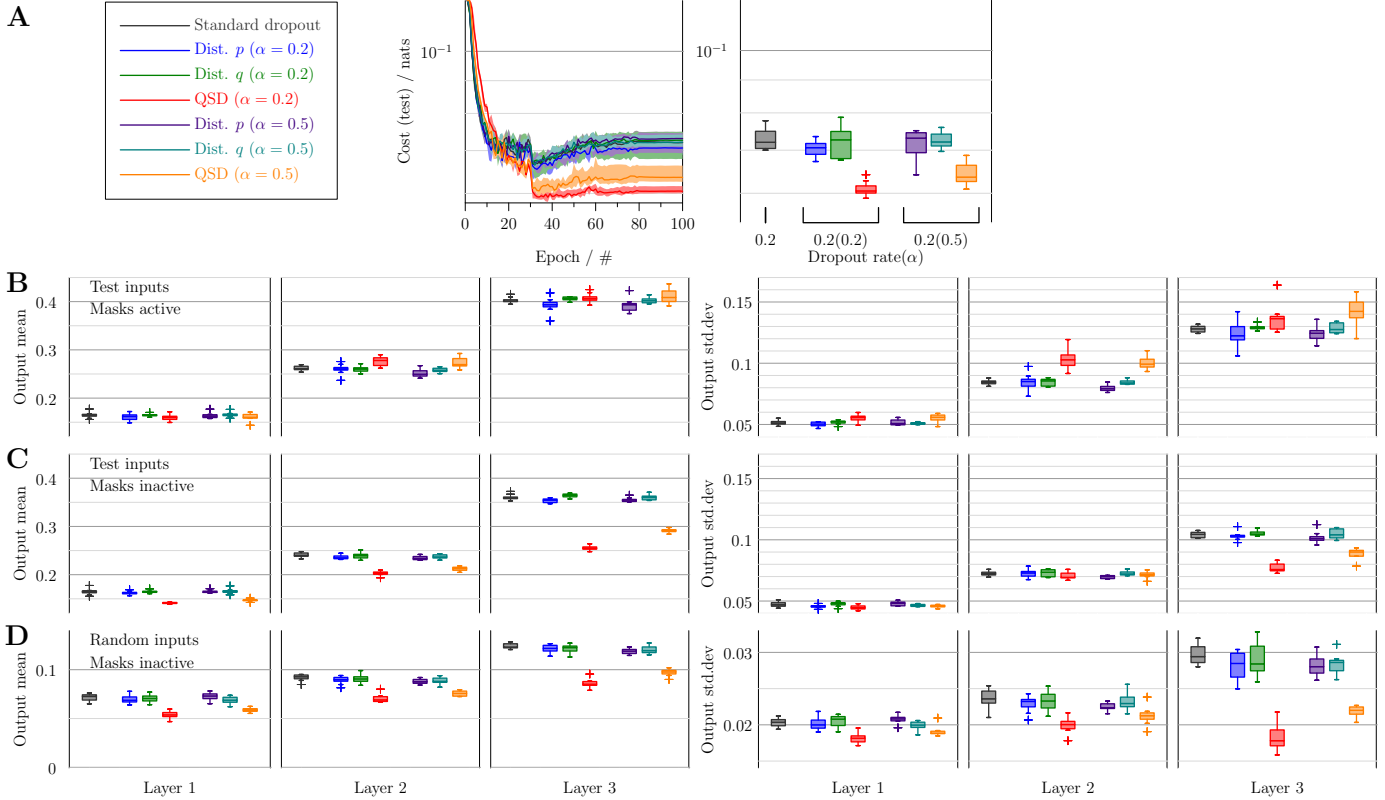 A
Standard dropout
Dist. p (α = 0.2)
Dist. q (α = 0.2)
QSD (α = 0.2)
Dist. p (α = 0.5)
Dist. q (α = 0.5)
QSD (α = 0.5)
Cost (test) / nats
10⁻¹
0 20 40 60 80 100
Epoch / #
10⁻¹
0.2 0.2(0.2) 0.2(0.5)
Dropout rate(α)
B
Output mean
0.4
0.3
0.2
Test inputs
Masks active
Output std.dev
0.15
0.1
0.05
C
Output mean
0.4
0.3
0.2
Test inputs
Masks inactive
Output std.dev
0.15
0.1
0.05
D
Output mean
0.1
0
Random inputs
Masks inactive
Output std.dev
0.03
0.02
Layer 1 Layer 2 Layer 3 Layer 1 Layer 2 Layer 3